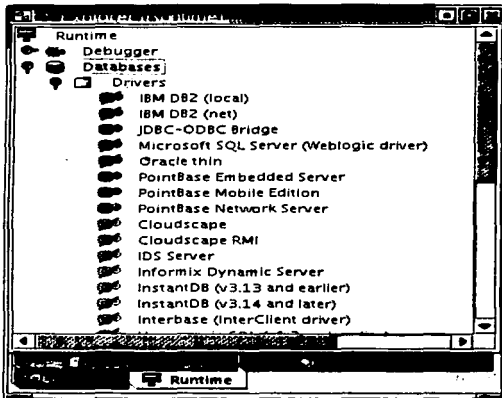 Runtime
Debugger
Databases
Drivers
IBM DB2 (local)
IBM DB2 (net)
JDBC-ODBC Bridge
Microsoft SQL Server (Weblogic driver)
Oracle thin
PointBase Embedded Server
PointBase Mobile Edition
PointBase Network Server
Cloudscape
Cloudscape RMI
IDS Server
Informix Dynamic Server
InstantDB (v3.13 and earlier)
InstantDB (v3.14 and later)
Interbase (InterClient driver)
Runtime